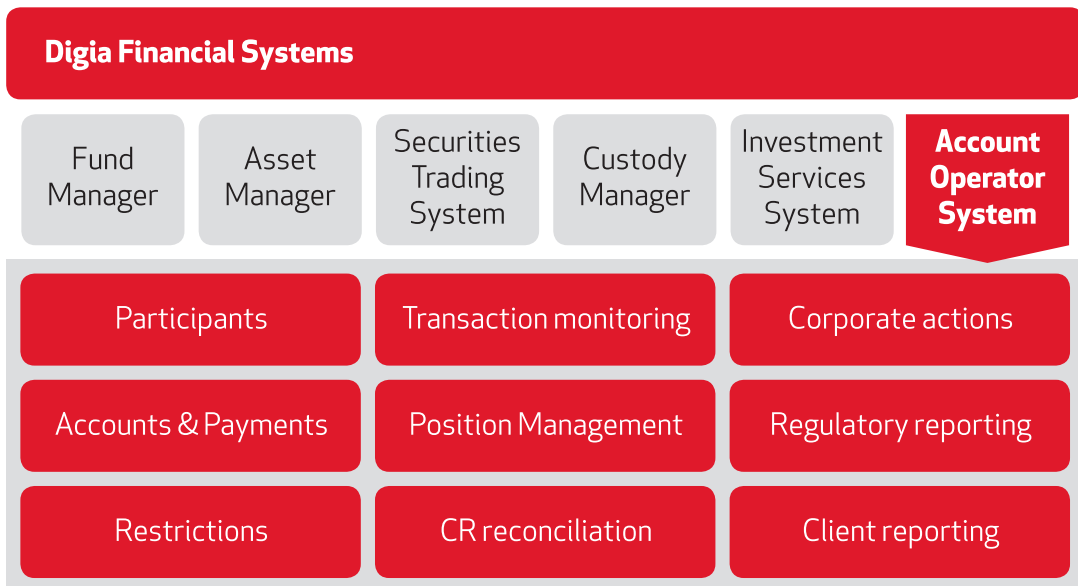 Digia Financial Systems
Fund
Manager
Asset
Manager
Securities
Trading
System
Custody
Manager
Investment
Services
System
Account
Operator
System
Participants
Transaction monitoring
Corporate actions
Accounts & Payments
Position Management
Regulatory reporting
Restrictions
CR reconciliation
Client reporting